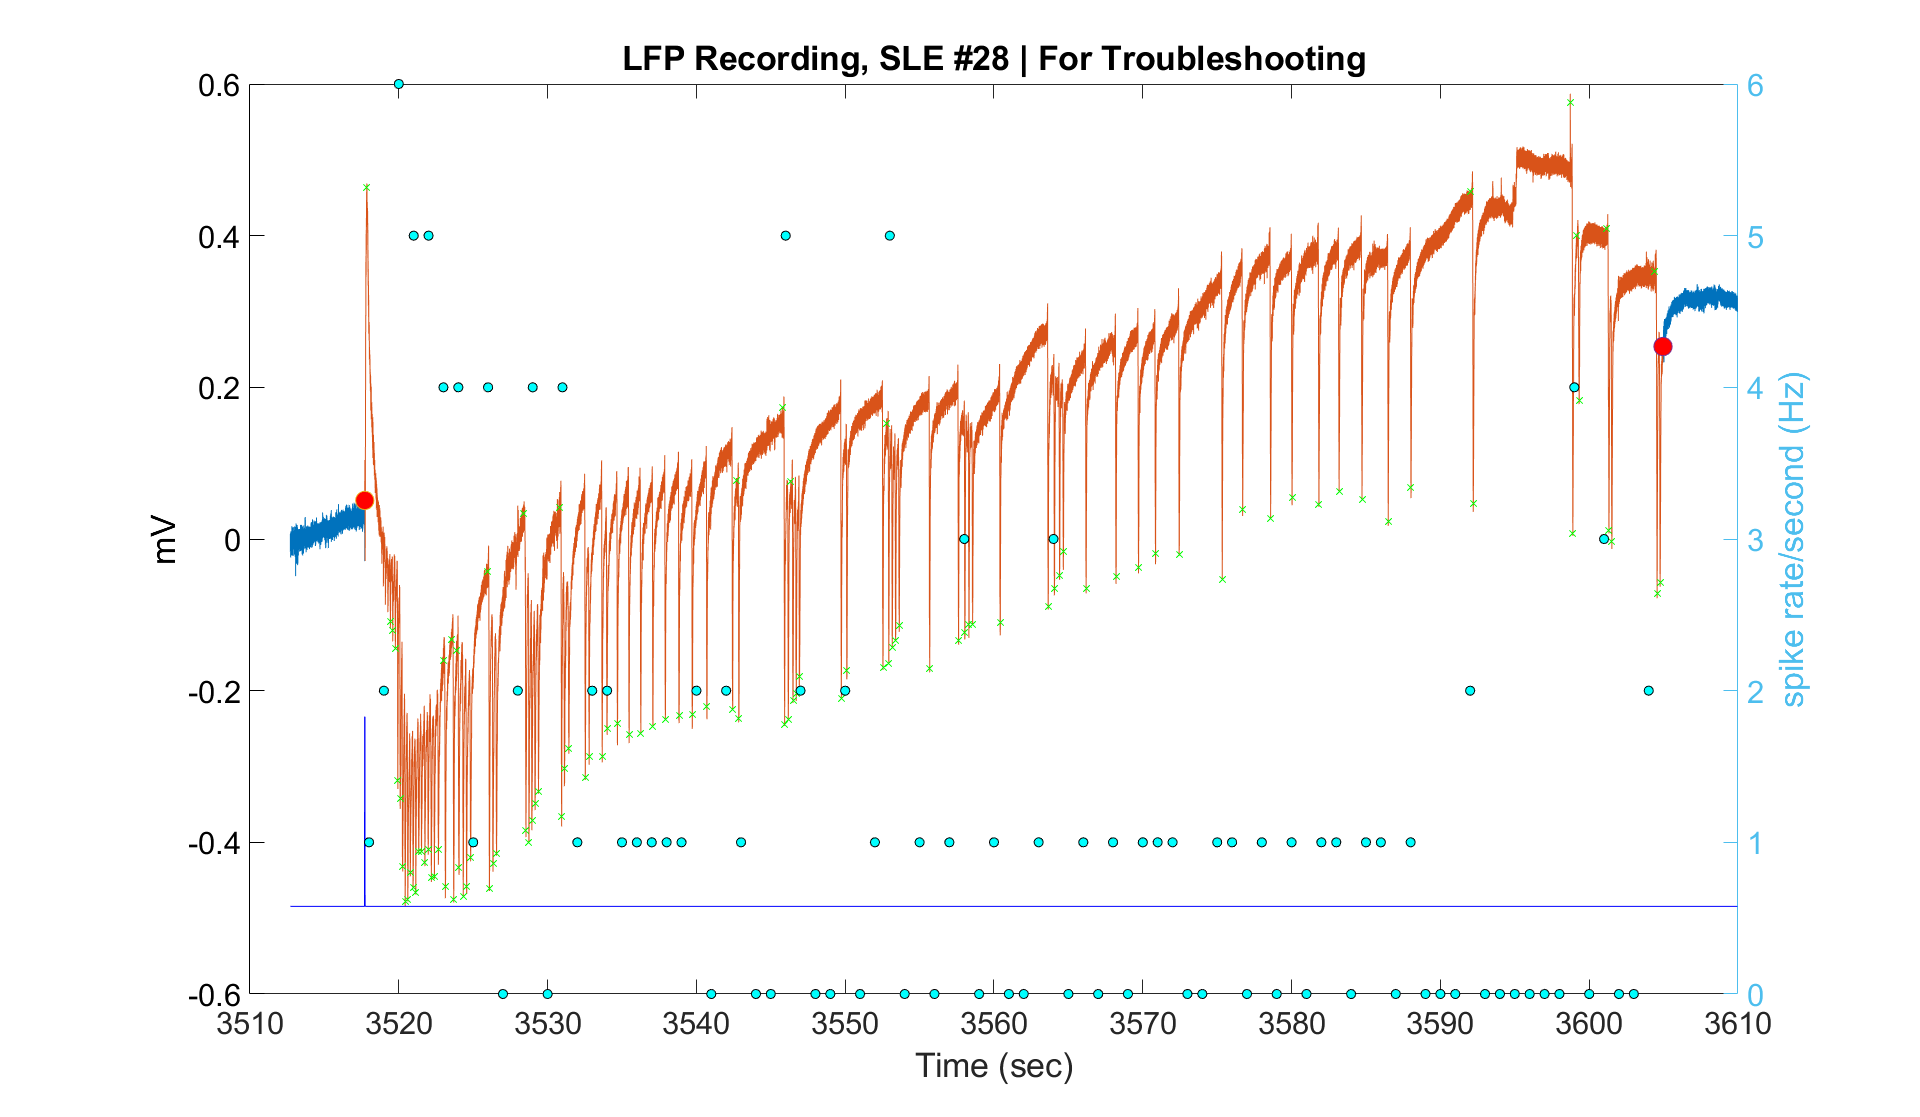 LFP Recording, SLE #28 | For Troubleshooting
0.6
0.4
0.2
0
-0.2
-0.4
-0.6
mV
6
5
4
3
2
1
0
spike rate/second (Hz)
3510 3520 3530 3540 3550 3560 3570 3580 3590 3600 3610
Time (sec)